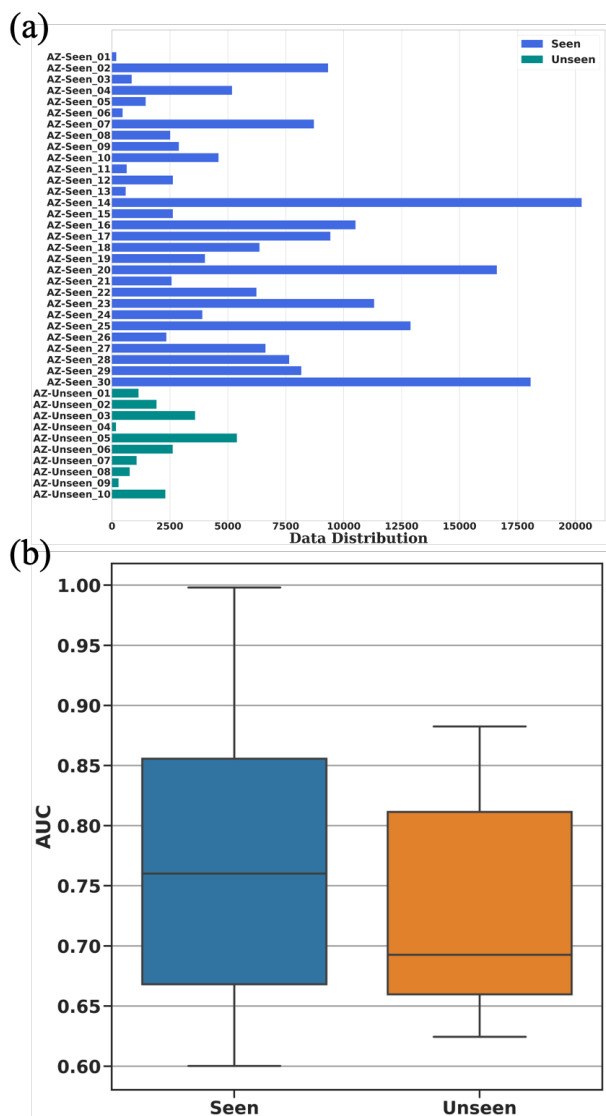 (a)
Seen
Unseen
AZ-Seen_01
AZ-Seen_02
AZ-Seen_03
AZ-Seen_04
AZ-Seen_05
AZ-Seen_06
AZ-Seen_07
AZ-Seen_08
AZ-Seen_09
AZ-Seen_10
AZ-Seen_11
AZ-Seen_12
AZ-Seen_13
AZ-Seen_14
AZ-Seen_15
AZ-Seen_16
AZ-Seen_17
AZ-Seen_18
AZ-Seen_19
AZ-Seen_20
AZ-Seen_21
AZ-Seen_22
AZ-Seen_23
AZ-Seen_24
AZ-Seen_25
AZ-Seen_26
AZ-Seen_27
AZ-Seen_28
AZ-Seen_29
AZ-Seen_30
AZ-Unseen_01
AZ-Unseen_02
AZ-Unseen_03
AZ-Unseen_04
AZ-Unseen_05
AZ-Unseen_06
AZ-Unseen_07
AZ-Unseen_08
AZ-Unseen_09
AZ-Unseen_10
0 2500 5000 7500 10000 12500 15000 17500 20000
Data Distribution
(b)
1.00
0.95
0.90
0.85
0.80
0.75
0.70
0.65
0.60
AUC
Seen Unseen